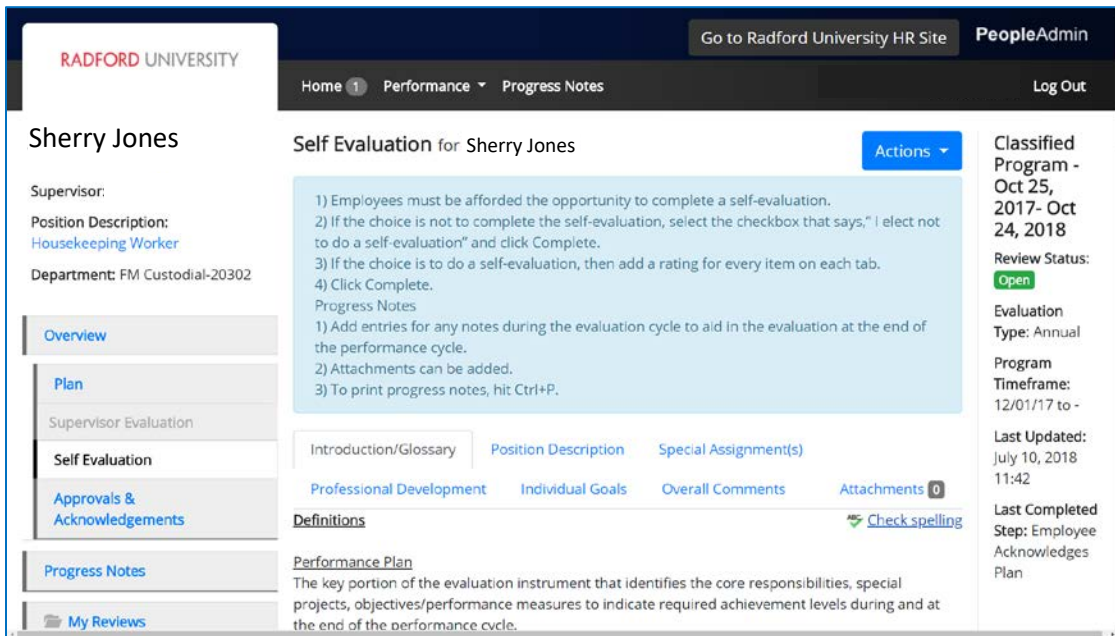 Go to Radford University HR Site PeopleAdmin
RADFORD UNIVERSITY
Home 1 Performance Progress Notes Log Out
Sherry Jones
Supervisor:
Position Description:
Housekeeping Worker
Department: FM Custodial-20302
Overview
Plan
Supervisor Evaluation
Self Evaluation
Approvals &
Acknowledgements
Progress Notes
My Reviews
Self Evaluation for Sherry Jones
Actions
1) Employees must be afforded the opportunity to complete a self-evaluation.
2) If the choice is not to complete the self-evaluation, select the checkbox that says," I elect not
to do a self-evaluation" and click Complete.
3) If the choice is to do a self-evaluation, then add a rating for every item on each tab.
4) Click Complete.
Progress Notes
1) Add entries for any notes during the evaluation cycle to aid in the evaluation at the end of
the performance cycle.
2) Attachments can be added.
3) To print progress notes, hit Ctrl+P.
Introduction/Glossary Position Description Special Assignment(s)
Professional Development Individual Goals Overall Comments Attachments 0
Definitions ABC Check spelling
Performance Plan
The key portion of the evaluation instrument that identifies the core responsibilities, special
projects, objectives/performance measures to indicate required achievement levels during and at
the end of the performance cycle.
Classified
Program -
Oct 25,
2017- Oct
24, 2018
Review Status:
Open
Evaluation
Type: Annual
Program
Timeframe:
12/01/17 to -
Last Updated:
July 10, 2018
11:42
Last Completed
Step: Employee
Acknowledges
Plan